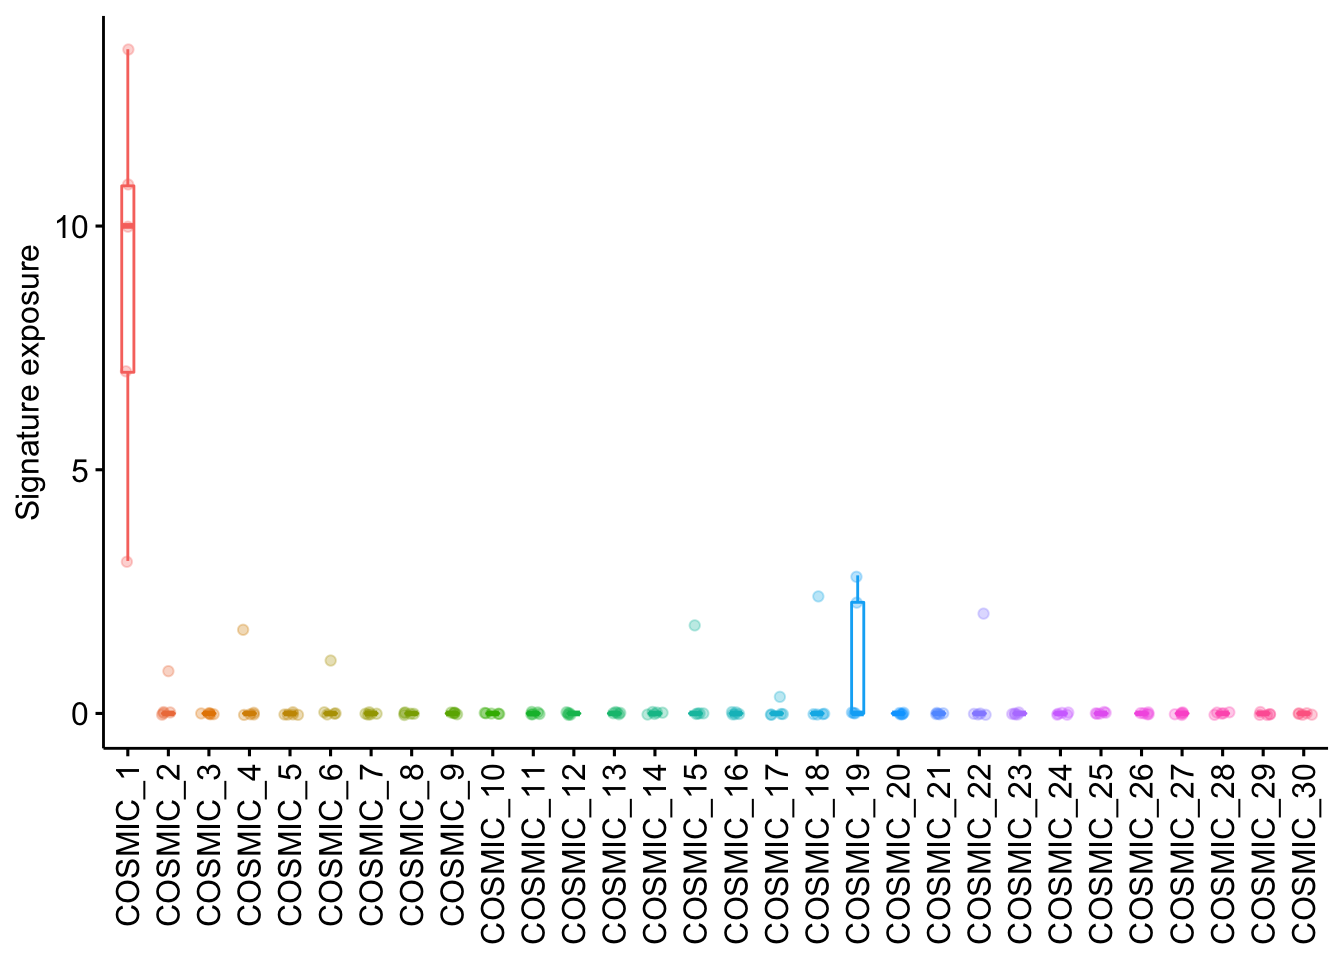 Signature exposure
10
5
0
COSMIC_1
COSMIC_2
COSMIC_3
COSMIC_4
COSMIC_5
COSMIC_6
COSMIC_7
COSMIC_8
COSMIC_9
COSMIC_10
COSMIC_11
COSMIC_12
COSMIC_13
COSMIC_14
COSMIC_15
COSMIC_16
COSMIC_17
COSMIC_18
COSMIC_19
COSMIC_20
COSMIC_21
COSMIC_22
COSMIC_23
COSMIC_24
COSMIC_25
COSMIC_26
COSMIC_27
COSMIC_28
COSMIC_29
COSMIC_30